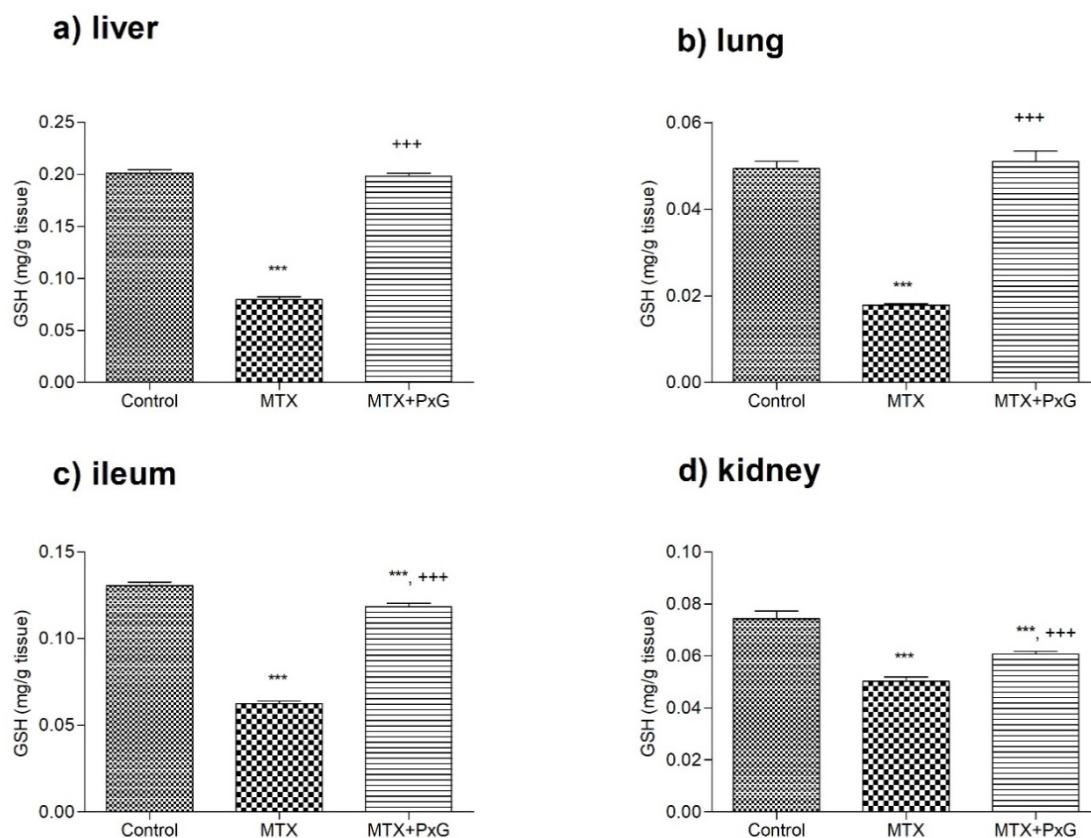 a) liver
GSH (mg/g tissue)
0.25
0.20
0.15
0.10
0.05
0.00
***
+++
Control
MTX
MTX+PxG
b) lung
GSH (mg/g tissue)
0.06
0.04
0.02
0.00
***
+++
Control
MTX
MTX+PxG
c) ileum
GSH (mg/g tissue)
0.15
0.10
0.05
0.00
***
***, +++
Control
MTX
MTX+PxG
d) kidney
GSH (mg/g tissue)
0.10
0.08
0.06
0.04
0.02
0.00
***
***, +++
Control
MTX
MTX+PxG